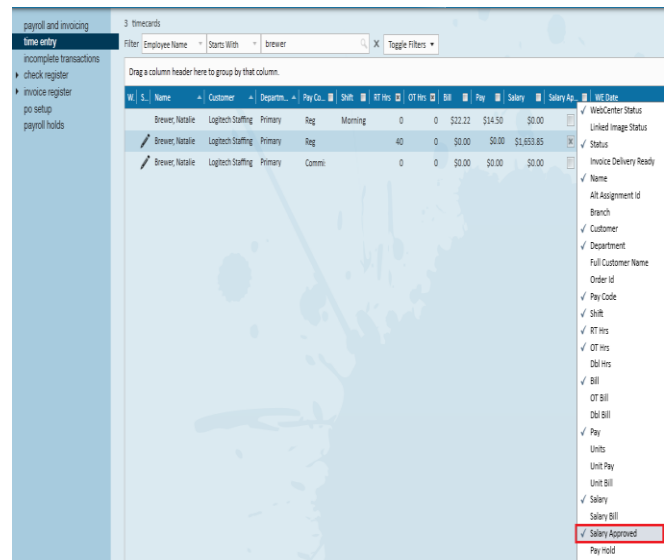 payroll and invoicing
time entry
incomplete transactions
check register
invoice register
po setup
payroll holds
3 timecards
Filter Employee Name Starts With brewer X Toggle Filters
Drag a column header here to group by that column.
W. S... Name Customer Departm... Pay Co... Shift RT Hrs OT Hrs Bill Pay Salary Salary Ap... WE Date
Brewer, Natalie Logitech Staffing Primary Reg Morning 0 0 $22.22 $14.50 $0.00
Brewer, Natalie Logitech Staffing Primary Reg 40 0 $0.00 $0.00 $1,653.85
Brewer, Natalie Logitech Staffing Primary Commi: 0 0 $0.00 $0.00 $0.00
WebCenter Status
Linked Image Status
Status
Invoice Delivery Ready
Name
Alt Assignment Id
Branch
Customer
Department
Full Customer Name
Order Id
Pay Code
Shift
RT Hrs
OT Hrs
Dbl Hrs
Bill
OT Bill
Dbl Bill
Pay
Units
Unit Pay
Unit Bill
Salary
Salary Bill
Salary Approved
Pay Hold